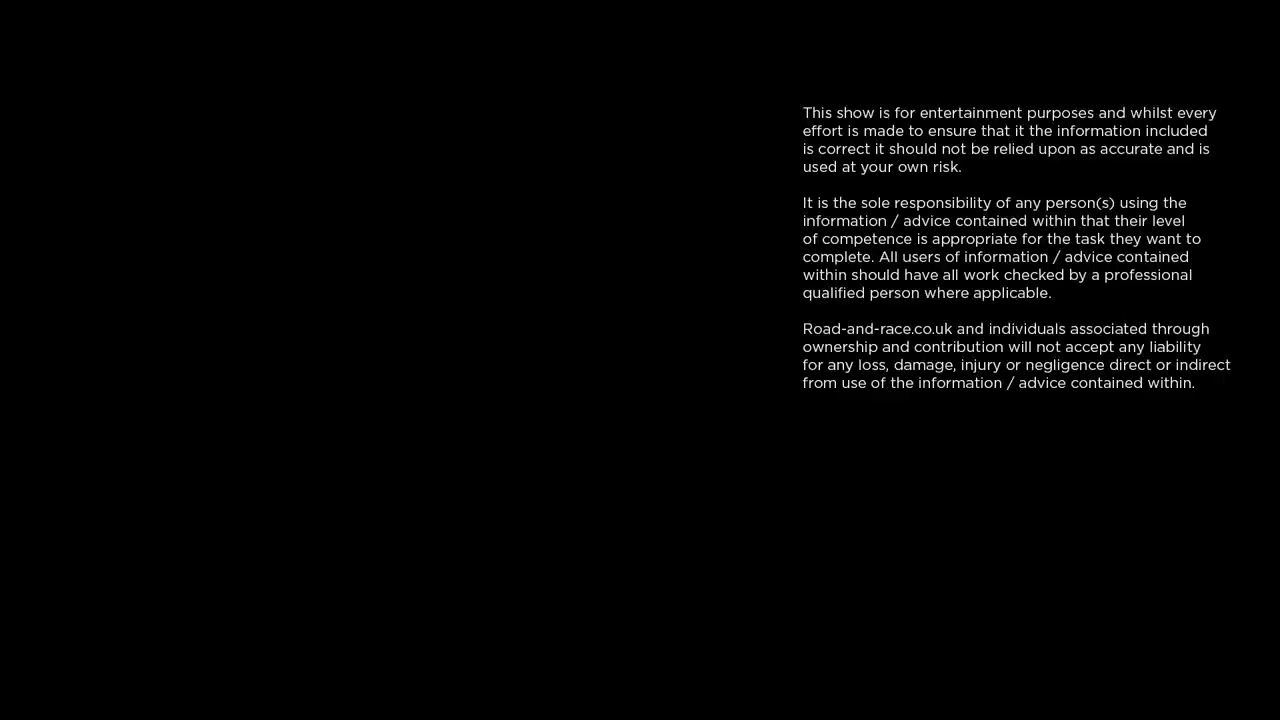 This show is for entertainment purposes and whilst every
effort is made to ensure that it the information included
is correct it should not be relied upon as accurate and is
used at your own risk.
It is the sole responsibility of any person(s) using the
information / advice contained within that their level
of competence is appropriate for the task they want to
complete. All users of information / advice contained
within should have all work checked by a professional
qualified person where applicable.
Road-and-race.co.uk and individuals associated through
ownership and contribution will not accept any liability
for any loss, damage, injury or negligence direct or indirect
from use of the information / advice contained within.